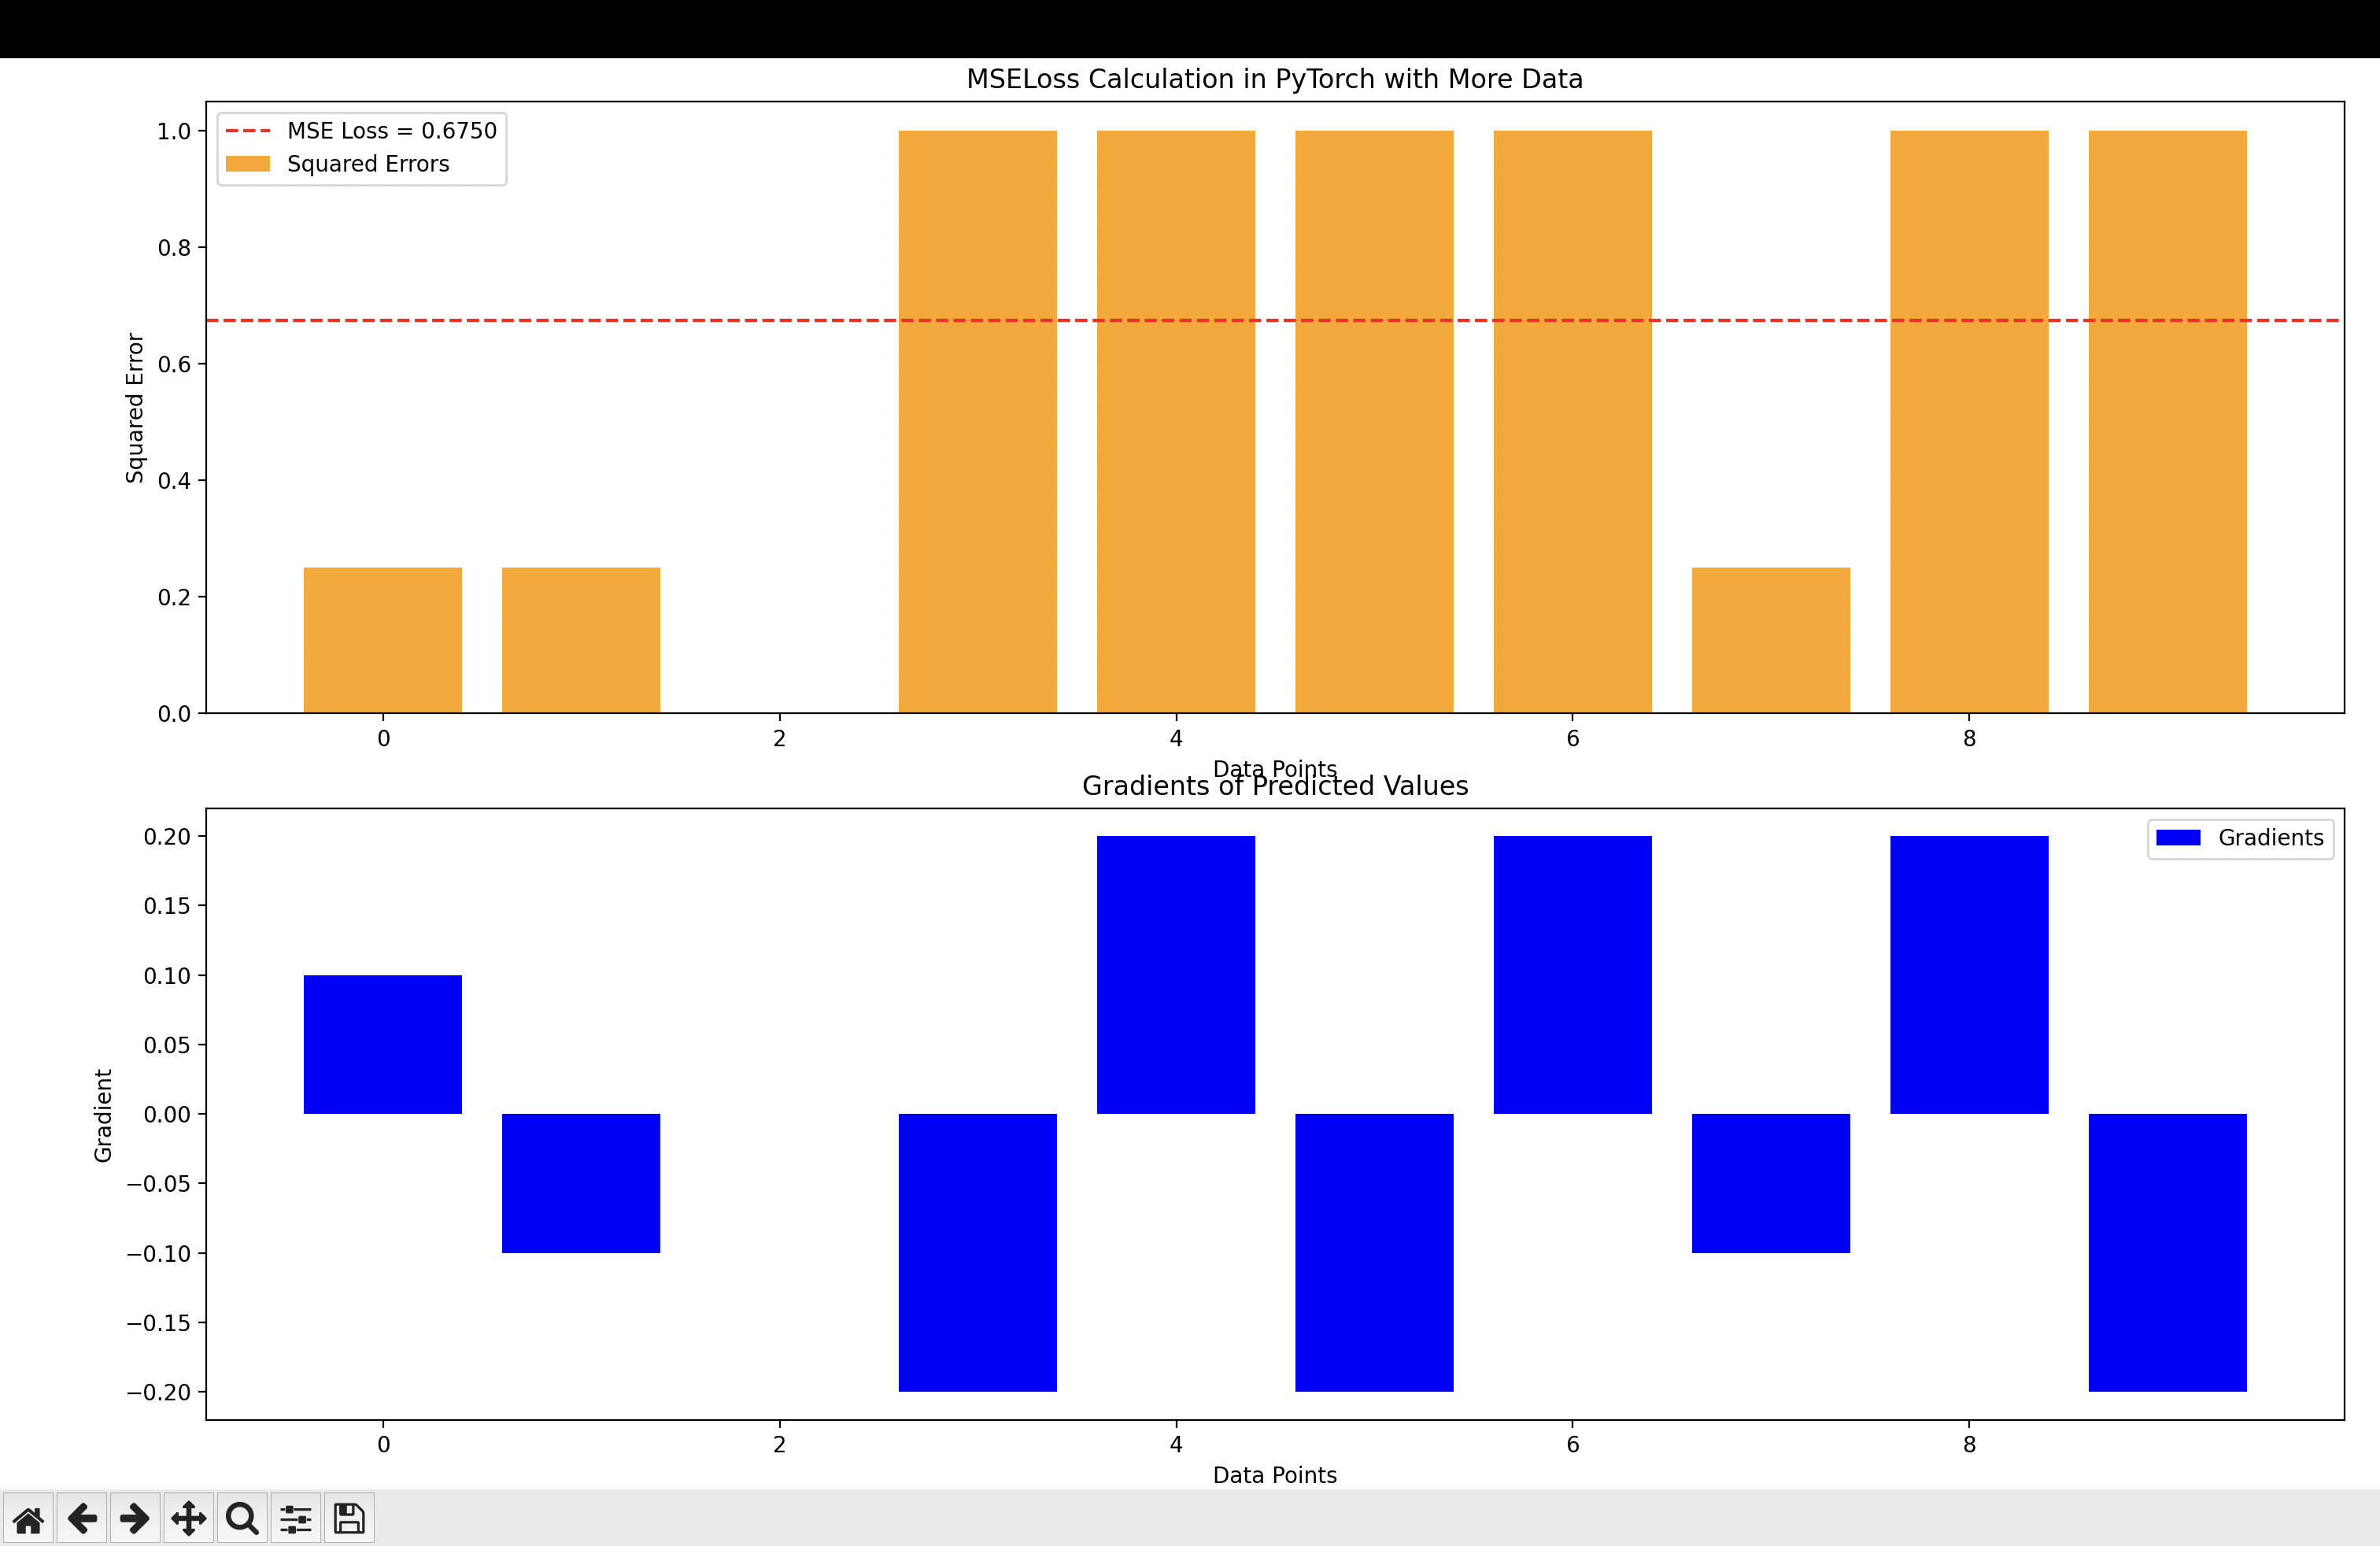 MSELoss Calculation in PyTorch with More Data
MSE Loss = 0.6750
Squared Errors
1.0
0.8
0.6
0.4
0.2
0.0
Squared Error
0 2 4 6 8
Data Points
Gradients of Predicted Values
Gradients
0.20
0.15
0.10
0.05
0.00
−0.05
−0.10
−0.15
−0.20
Gradient
0 2 4 6 8
Data Points